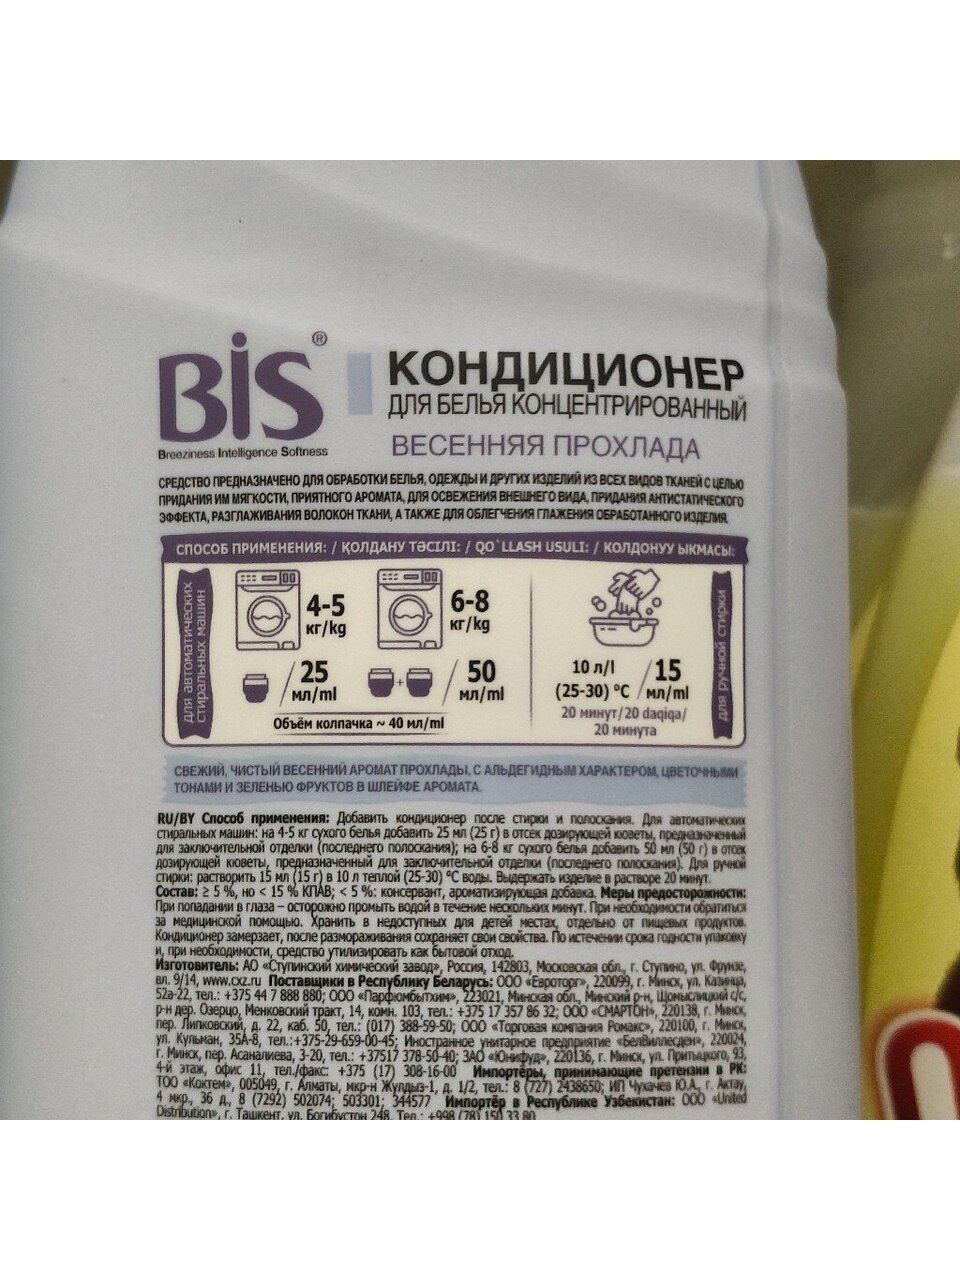 BiS®
Breeziness Intelligence Softness
КОНДИЦИОНЕР
ДЛЯ БЕЛЬЯ КОНЦЕНТРИРОВАННЫЙ
ВЕСЕННЯЯ ПРОХЛАДА
СРЕДСТВО ПРЕДНАЗНАЧЕНО ДЛЯ ОБРАБОТКИ БЕЛЬЯ, ОДЕЖДЫ И ДРУГИХ ИЗДЕЛИЙ ИЗ ВСЕХ ВИДОВ ТКАНЕЙ С ЦЕЛЬЮ
ПРИДАНИЯ ИМ МЯГКОСТИ, ПРИЯТНОГО АРОМАТА, ДЛЯ ОСВЕЖЕНИЯ ВНЕШНЕГО ВИДА, ПРИДАНИЯ АНТИСТАТИЧЕСКОГО
ЭФФЕКТА, РАЗГЛАЖИВАНИЯ ВОЛОКОН ТКАНИ, А ТАКЖЕ ДЛЯ ОБЛЕГЧЕНИЯ ГЛАЖЕНИЯ ОБРАБОТАННОГО ИЗДЕЛИЯ.
СПОСОБ ПРИМЕНЕНИЯ: / ҚОЛДАНУ ТӘСІЛІ: / QO`LLASH USULI: / КОЛДОНУУ ЫКМАСЫ:
для автоматических
стиральных машин
4-5
кг/kg
6-8
кг/kg
/25
мл/ml
+
/50
мл/ml
Объём колпачка ~ 40 мл/ml
10 л/l
(25-30) °C
/15
мл/ml
20 минут/20 daqiqa/
20 минута
для ручной стирки
СВЕЖИЙ, ЧИСТЫЙ ВЕСЕННИЙ АРОМАТ ПРОХЛАДЫ, С АЛЬДЕГИДНЫМ ХАРАКТЕРОМ, ЦВЕТОЧНЫМИ
ТОНАМИ И ЗЕЛЕНЬЮ ФРУКТОВ В ШЛЕЙФЕ АРОМАТА.
RU/BY Способ применения: Добавить кондиционер после стирки и полоскания. Для автоматических
стиральных машин: на 4-5 кг сухого белья добавить 25 мл (25 г) в отсек дозирующей кюветы, предназначенный
для заключительной отделки (последнего полоскания); на 6-8 кг сухого белья добавить 50 мл (50 г) в отсек
дозирующей кюветы, предназначенный для заключительной отделки (последнего полоскания). Для ручной
стирки: растворить 15 мл (15 г) в 10 л теплой (25-30) °С воды. Выдержать изделие в растворе 20 минут.
Состав: ≥ 5 %, но < 15 % КПАВ; < 5 %: консервант, ароматизирующая добавка. Меры предосторожности:
При попадании в глаза – осторожно промыть водой в течение нескольких минут. При необходимости обратиться
за медицинской помощью. Хранить в недоступных для детей местах, отдельно от пищевых продуктов.
Кондиционер замерзает, после размораживания сохраняет свои свойства. По истечении срока годности упаковку
и, при необходимости, средство утилизировать как бытовой отход.
Изготовитель: АО «Ступинский химический завод», Россия, 142803, Московская обл., г. Ступино, ул. Фрунзе,
вл. 9/14, www.cxz.ru Поставщики в Республику Беларусь: ООО «Евроторг», 220099, г. Минск, ул. Казинца,
52а-22, тел.: +375 44 7 888 880; ООО «Парфюмбытхим», 223021, Минская обл., Минский р-н, Щомыслицкий с/с,
р-н дер. Озерцо, Менковский тракт, 14, комн. 103, тел.: +375 17 357 86 32; ООО «СМАРТОН», 220138, г. Минск,
пер. Липковский, д. 22, каб. 50, тел.: (017) 388-59-50; ООО «Торговая компания Ромакс», 220100, г. Минск,
ул. Кульман, 35А-8, тел.:+375-29-659-00-45; Иностранное унитарное предприятие «БелВиллесден», 220024,
г. Минск, пер. Асаналиева, 3-20, тел.: +37517 378-50-40; ЗАО «Юнифуд», 220136, г. Минск, ул. Притыцкого, 93,
4-й этаж, офис 11, тел./факс: +375 (17) 308-16-00 Импортёры, принимающие претензии в РК:
ТОО «Коктем», 005049, г. Алматы, мкр-н Жулдыз-1, д. 1/2, тел.: 8 (727) 2438650; ИП Чухачев Ю.А., г. Актау,
4 мкр., 36 д., 8 (7292) 502074; 503301; 344577 Импортёр в Республике Узбекистан: ООО «United
Distribution», г. Ташкент, ул. Богибустон 248. Тел.: +998 (78) 150 33 80